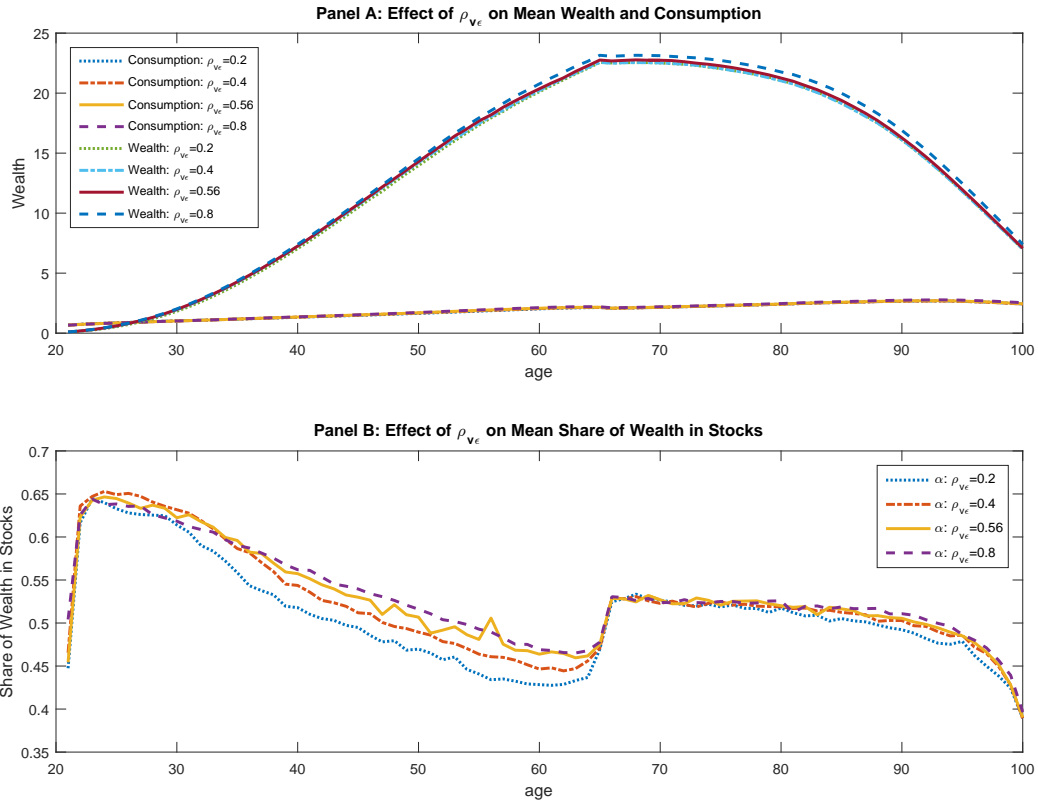 Panel A: Effect of ρvϵ on Mean Wealth and Consumption
Wealth
25
20
15
10
5
0
Consumption: ρvϵ=0.2
Consumption: ρvϵ=0.4
Consumption: ρvϵ=0.56
Consumption: ρvϵ=0.8
Wealth: ρvϵ=0.2
Wealth: ρvϵ=0.4
Wealth: ρvϵ=0.56
Wealth: ρvϵ=0.8
20 30 40 50 60 70 80 90 100
age
Panel B: Effect of ρvϵ on Mean Share of Wealth in Stocks
Share of Wealth in Stocks
0.7
0.65
0.6
0.55
0.5
0.45
0.4
0.35
α: ρvϵ=0.2
α: ρvϵ=0.4
α: ρvϵ=0.56
α: ρvϵ=0.8
20 30 40 50 60 70 80 90 100
age